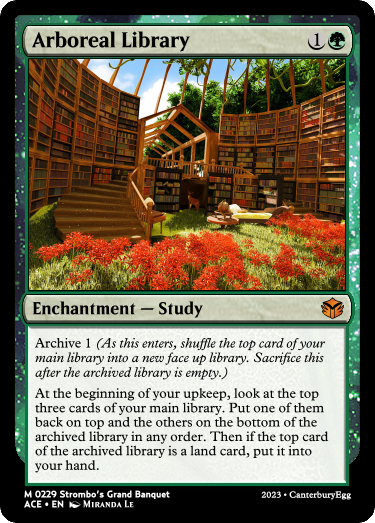 Arboreal Library 1
Enchantment — Study
Archive 1 (As this enters, shuffle the top card of your
main library into a new face up library. Sacrifice this
after the archived library is empty.)
At the beginning of your upkeep, look at the top
three cards of your main library. Put one of them
back on top and the others on the bottom of the
archived library in any order. Then if the top card
of the archived library is a land card, put it into
your hand.
M 0229 Strombo's Grand Banquet
ACE • EN Miranda Le 2023 • CanterburyEgg